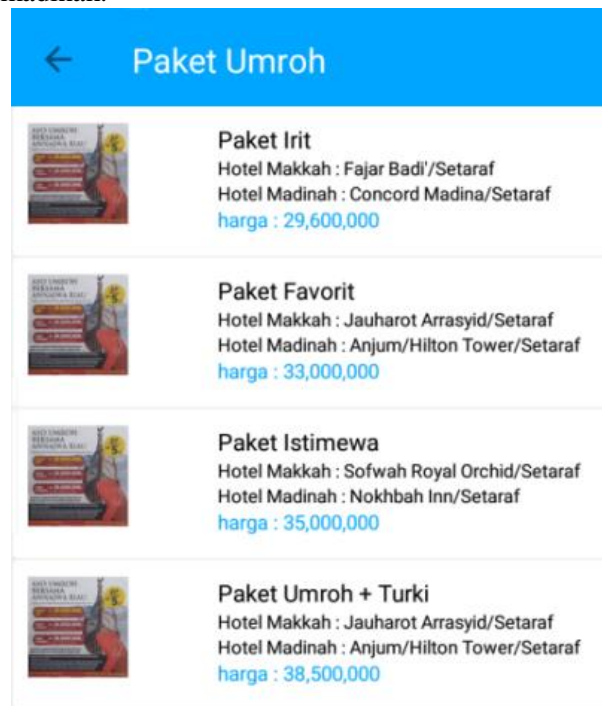 Paket Umroh
Paket Irit
Hotel Makkah : Fajar Badi'/Setaraf
Hotel Madinah : Concord Madina/Setaraf
harga : 29,600,000
Paket Favorit
Hotel Makkah : Jauharot Arrasyid/Setaraf
Hotel Madinah : Anjum/Hilton Tower/Setaraf
harga : 33,000,000
Paket Istimewa
Hotel Makkah : Sofwah Royal Orchid/Setaraf
Hotel Madinah : Nokhbah Inn/Setaraf
harga : 35,000,000
Paket Umroh + Turki
Hotel Makkah : Jauharot Arrasyid/Setaraf
Hotel Madinah : Anjum/Hilton Tower/Setaraf
harga : 38,500,000